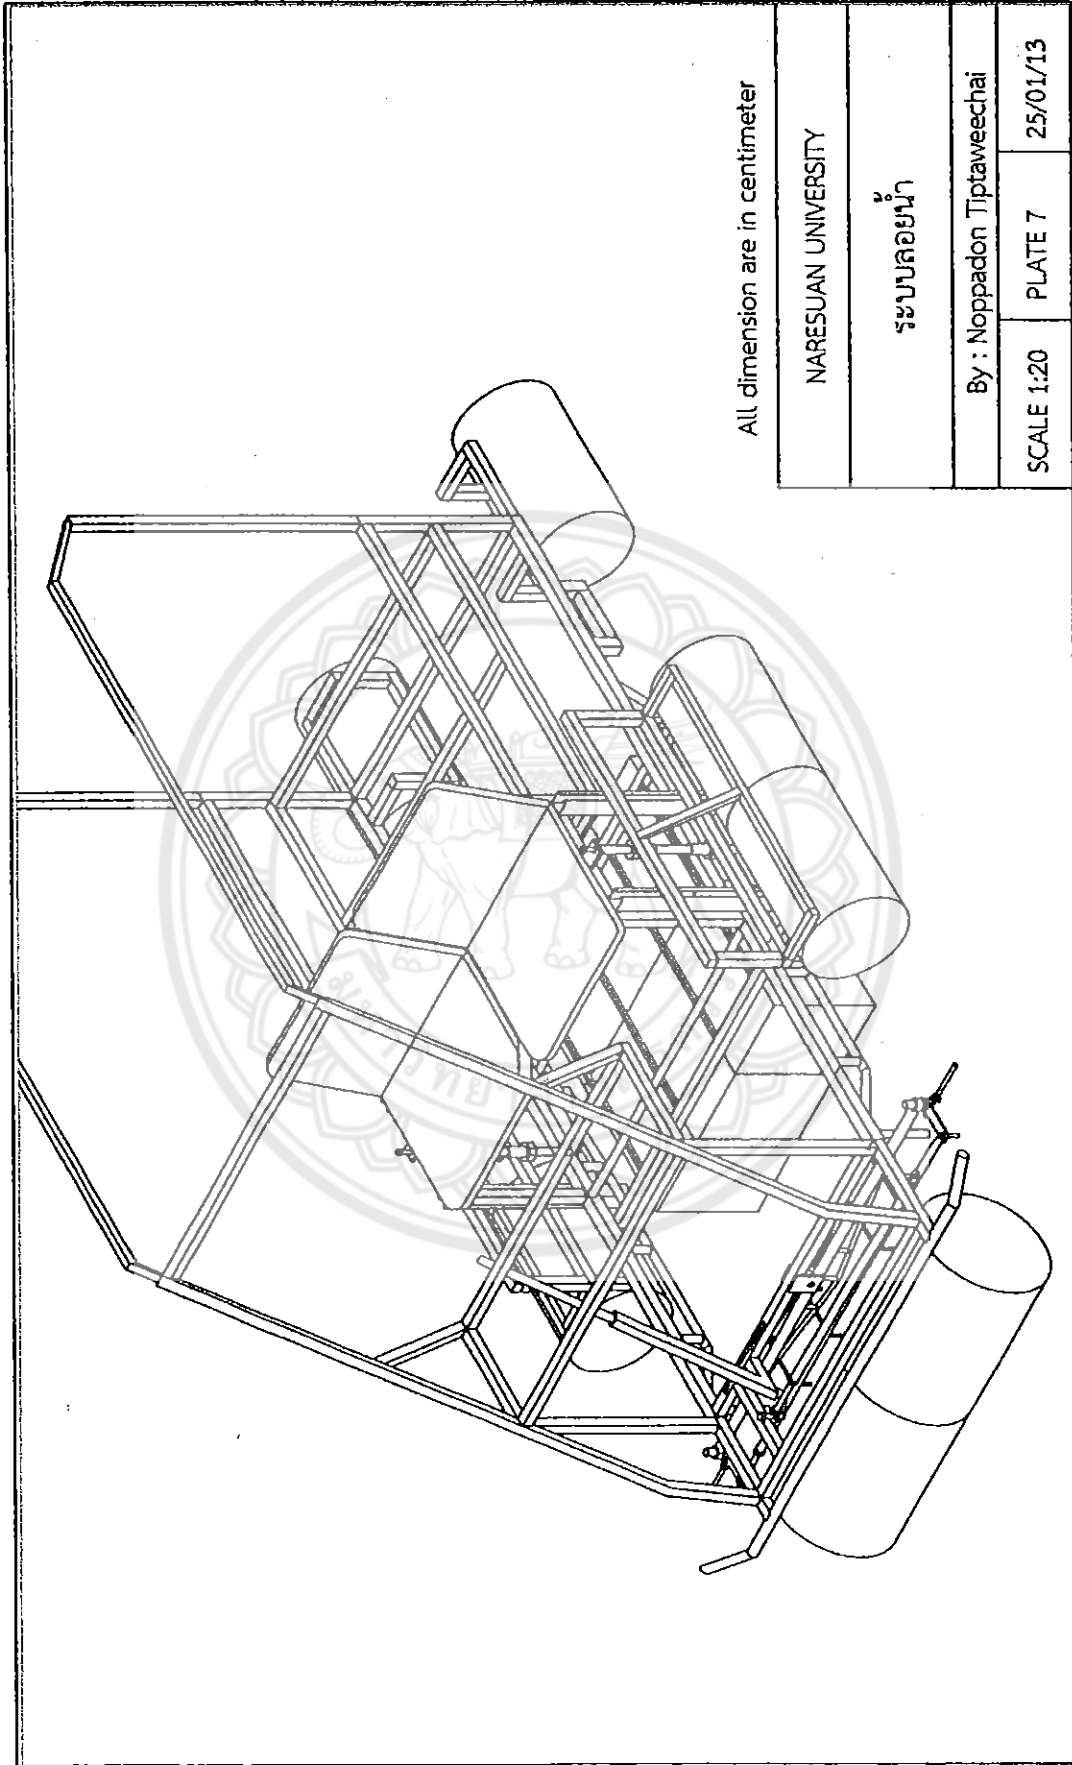 All dimension are in centimeter
NARESUAN UNIVERSITY
ระบบลอยน้ำ
By : Noppadon Tiptaweechai
SCALE 1:20 PLATE 7 25/01/13